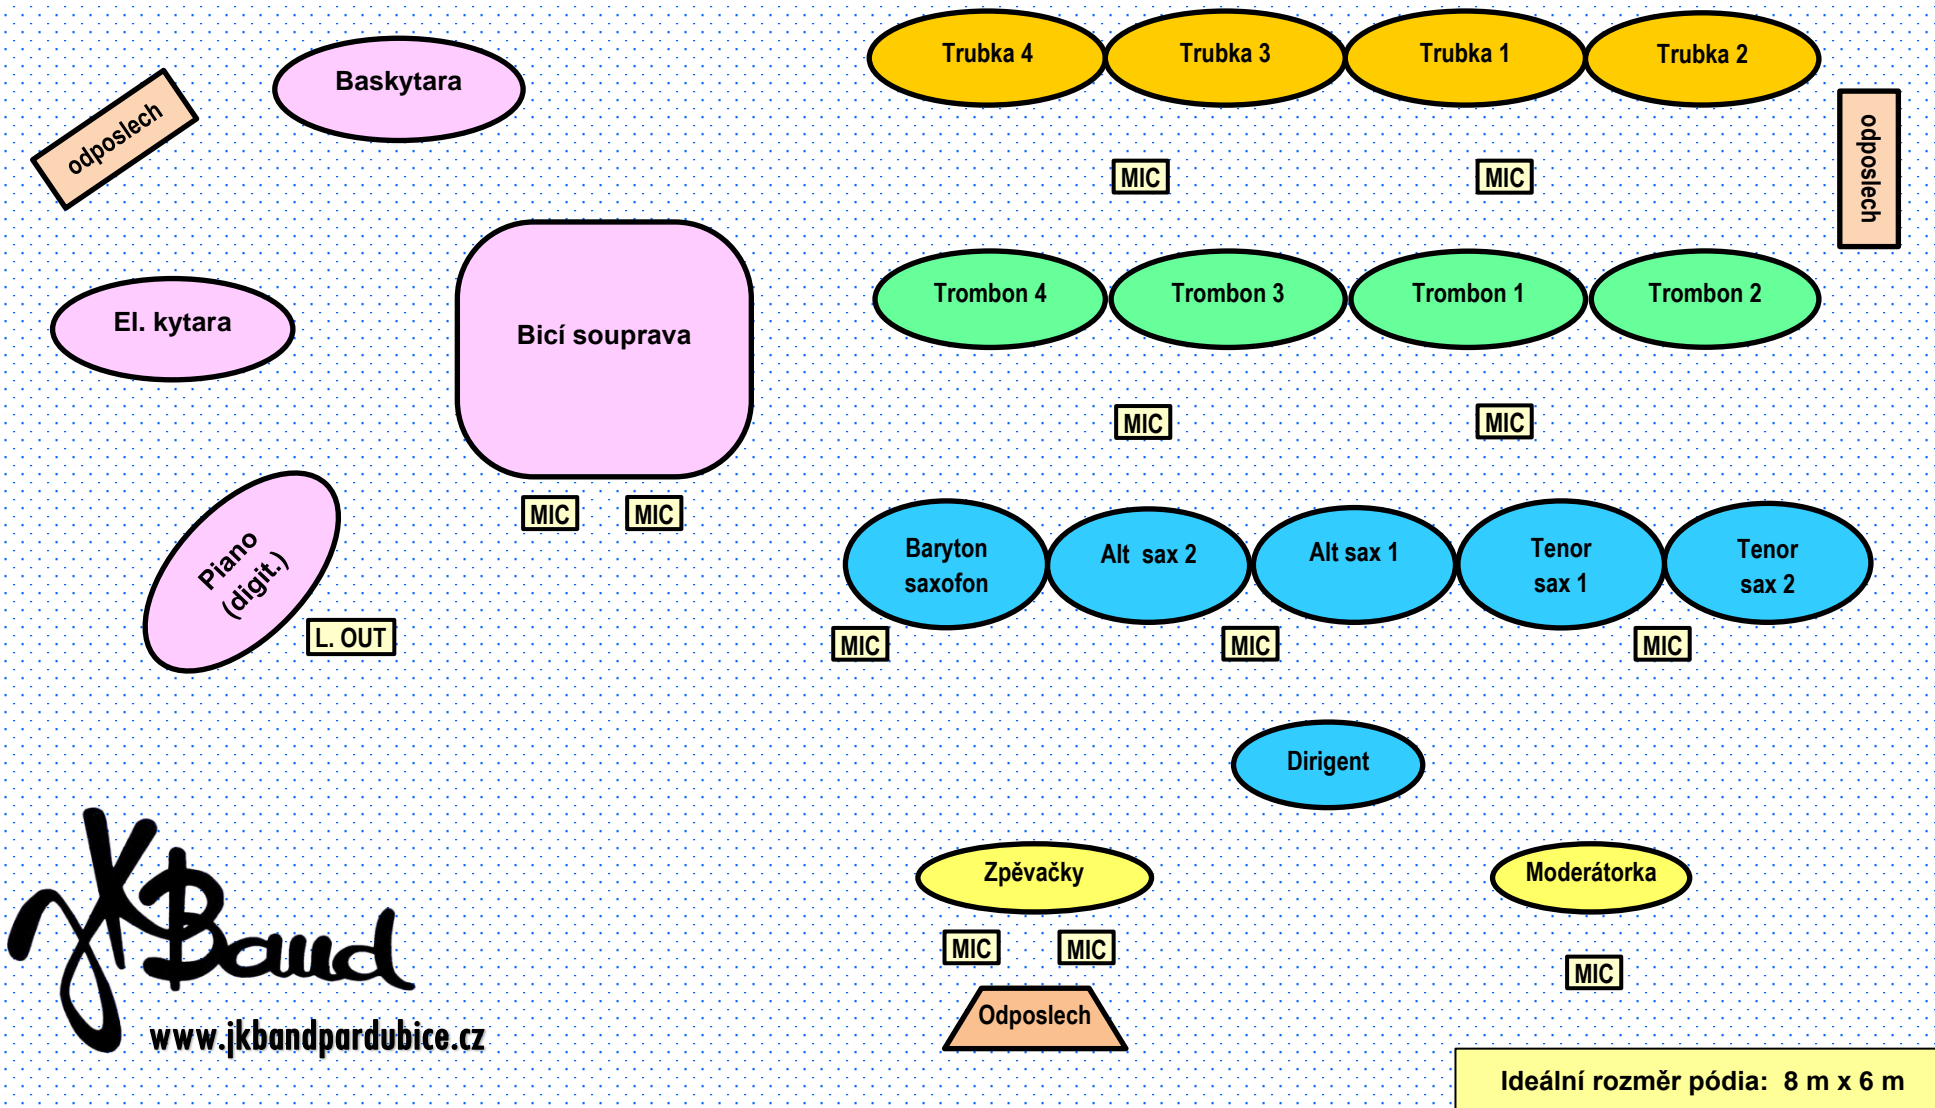 Trubka 4
Trubka 3
Trubka 1
Trubka 2
Baskytara
odposlech
odposlech
MIC
MIC
Trombon 4
Trombon 3
Trombon 1
Trombon 2
El. kytara
Bicí souprava
MIC
MIC
MIC
MIC
Baryton
saxofon
Alt  sax 2
Alt sax 1
Tenor
sax 1
Tenor
sax 2
Piano
(digit.)
L. OUT
MIC
MIC
MIC
Dirigent
Zpěvačky
Moderátorka
MIC
MIC
MIC
Odposlech
JK Band
www.jkbandpardubice.cz
Ideální rozměr pódia:  8 m x 6 m